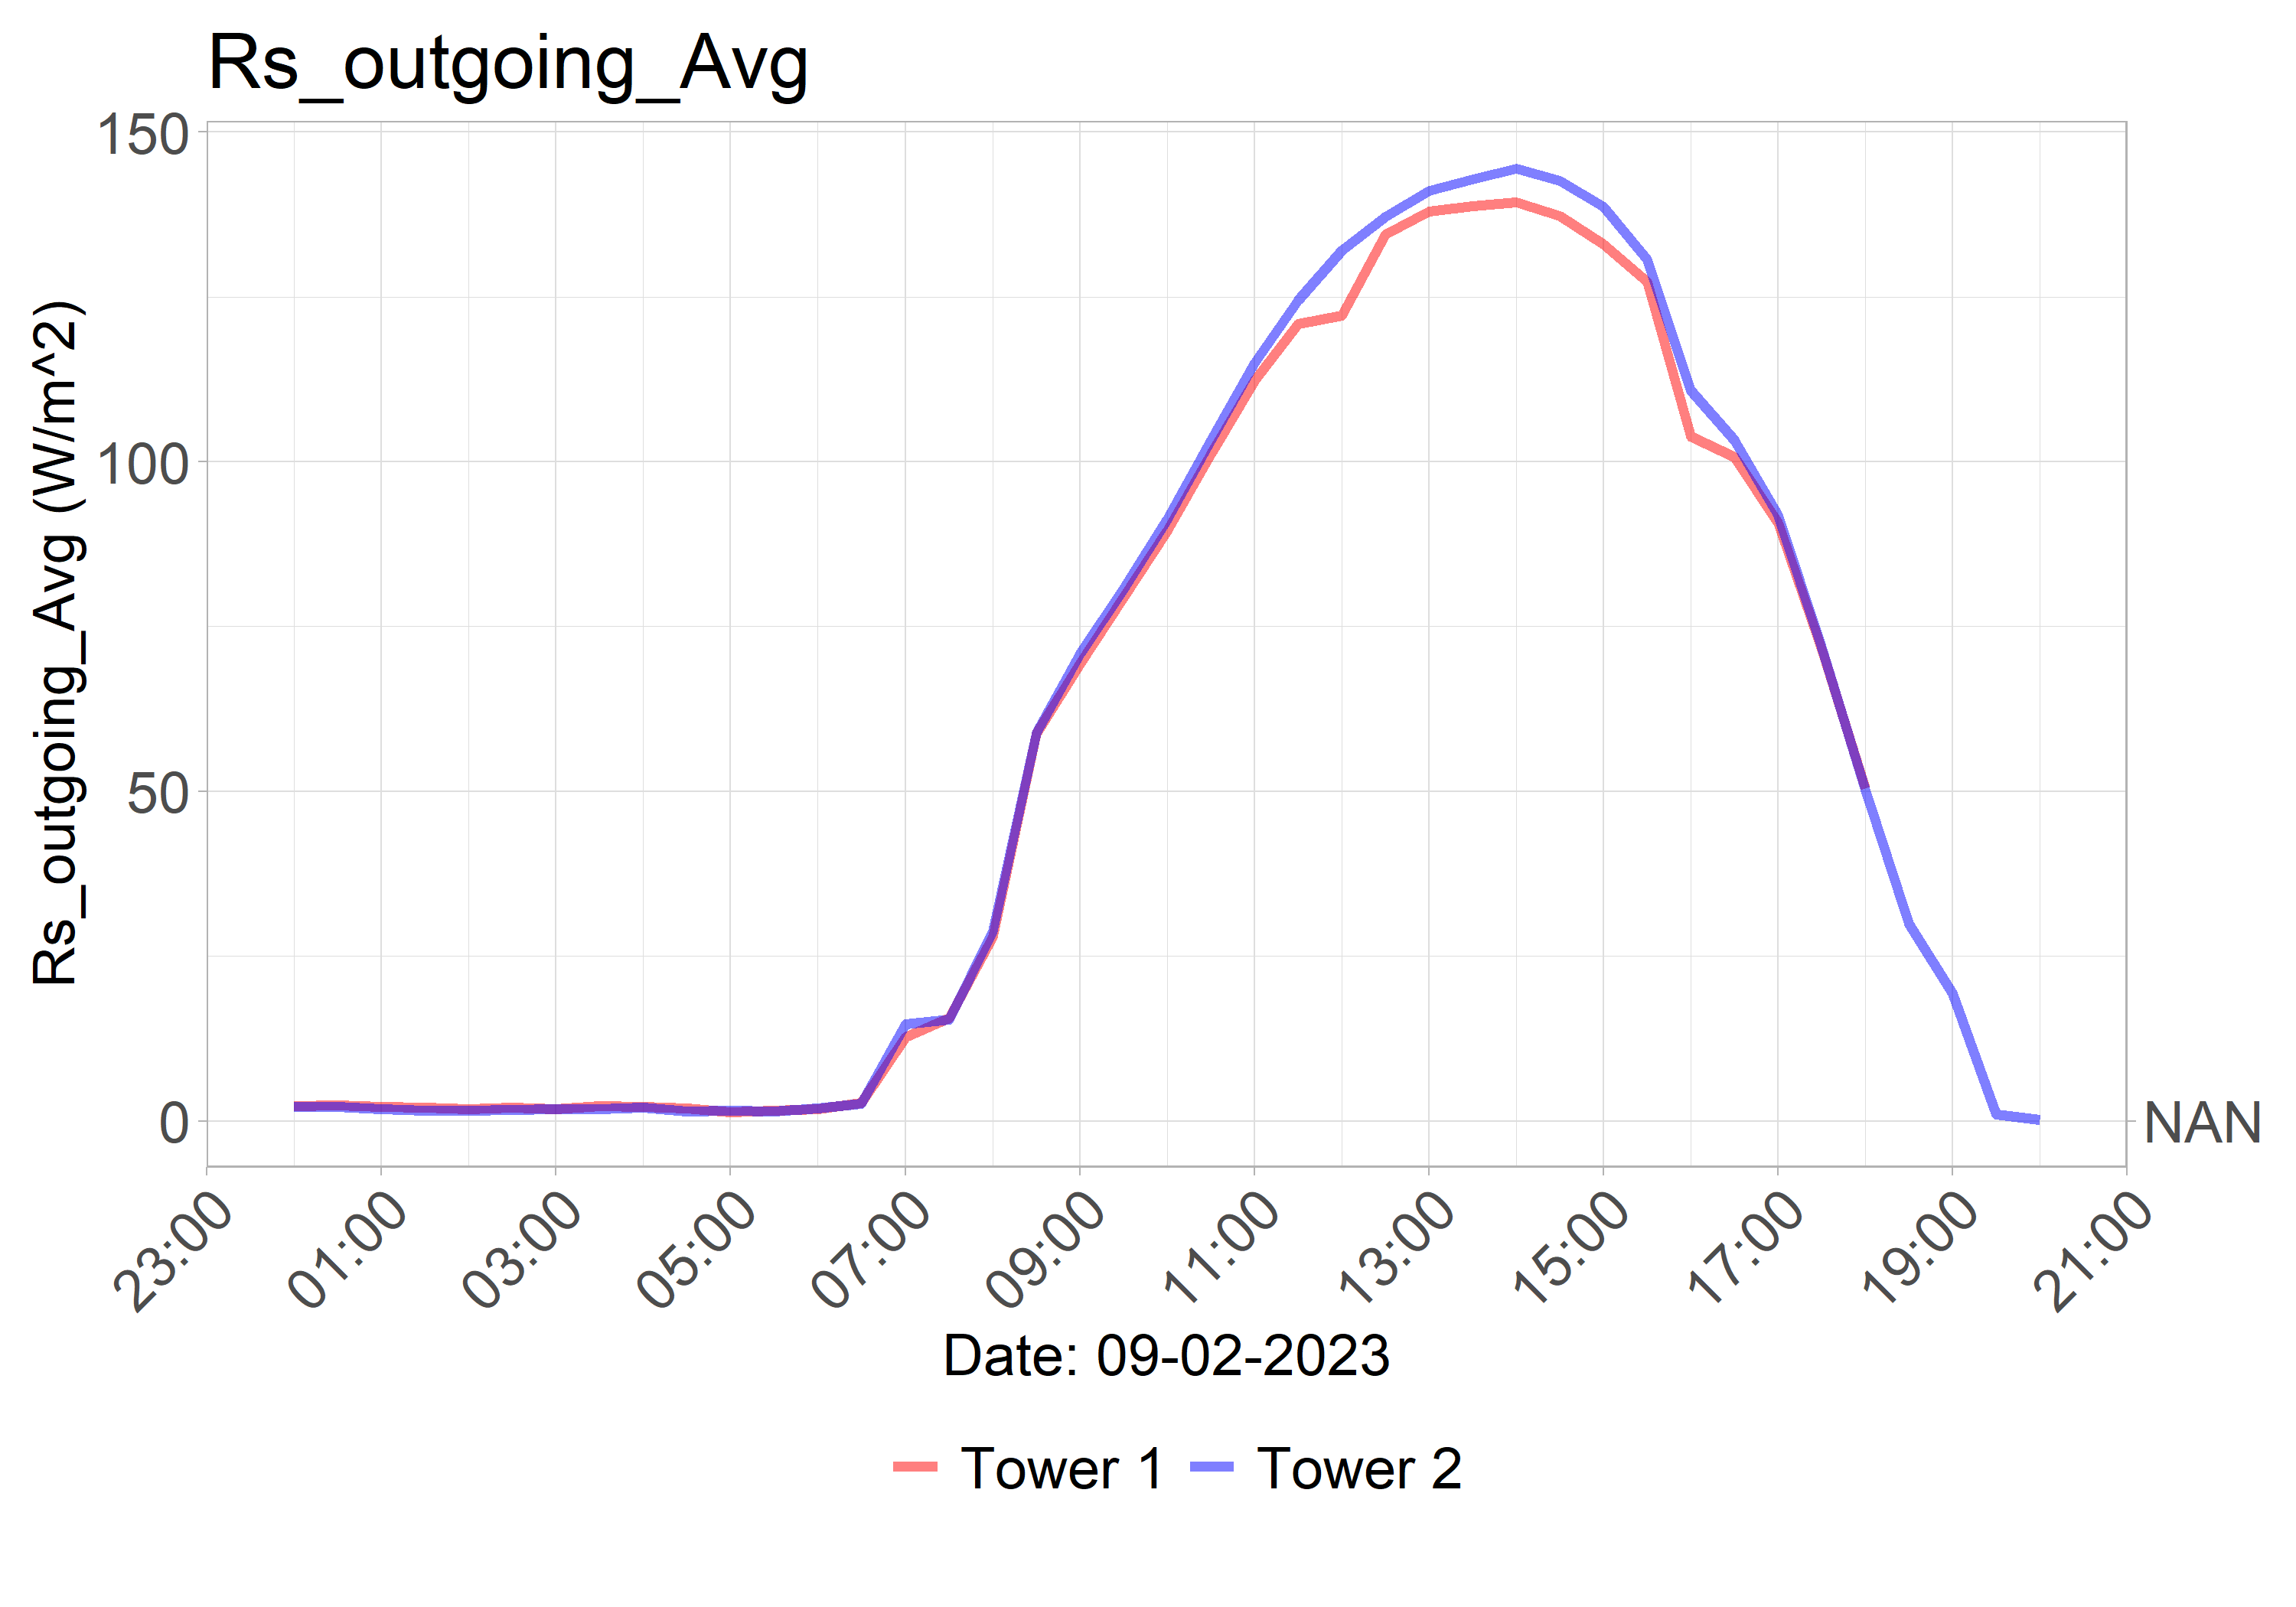 Rs_outgoing_Avg
Rs_outgoing_Avg (W/m^2)
150
100
50
0
NAN
23:00 01:00 03:00 05:00 07:00 09:00 11:00 13:00 15:00 17:00 19:00 21:00
Date: 09-02-2023
Tower 1 Tower 2